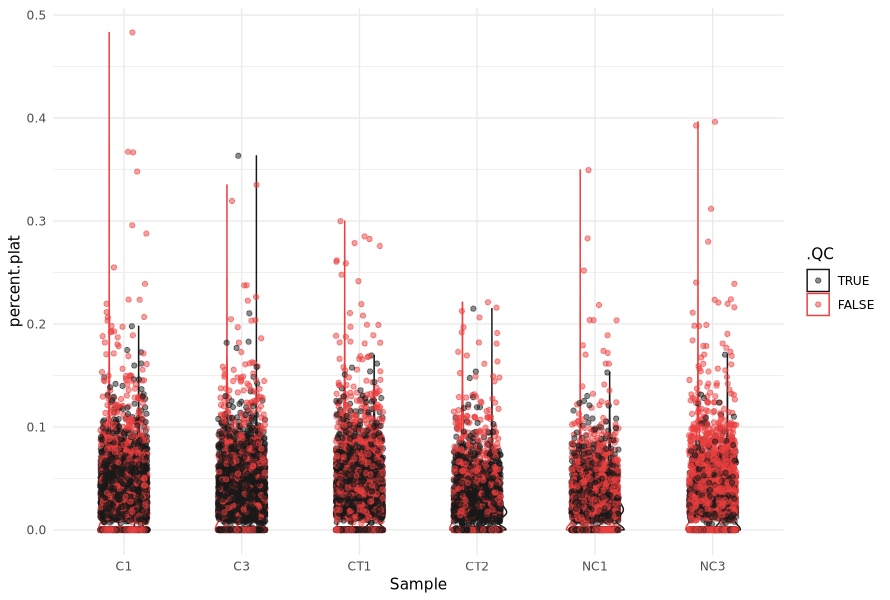 0.5
0.4
0.3
0.2
0.1
0.0
percent.plat
C1 C3 CT1 CT2 NC1 NC3
Sample
.QC
TRUE
FALSE